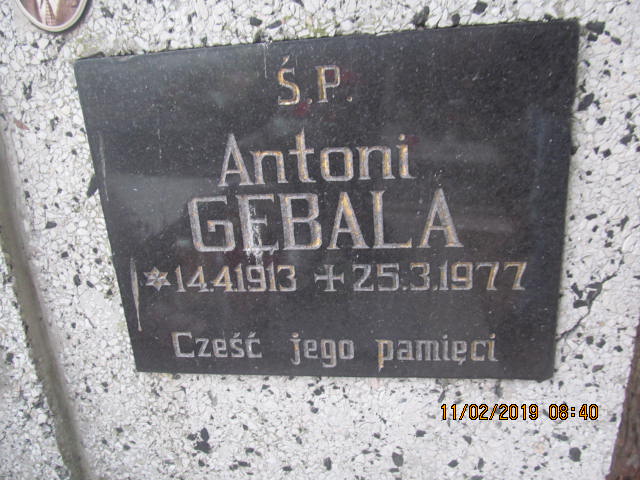 Ś.P.
Antoni
GĘBALA
✡14.4.1913 ✝25.3.1977
Cześć jego pamięci
11/02/2019 08:40